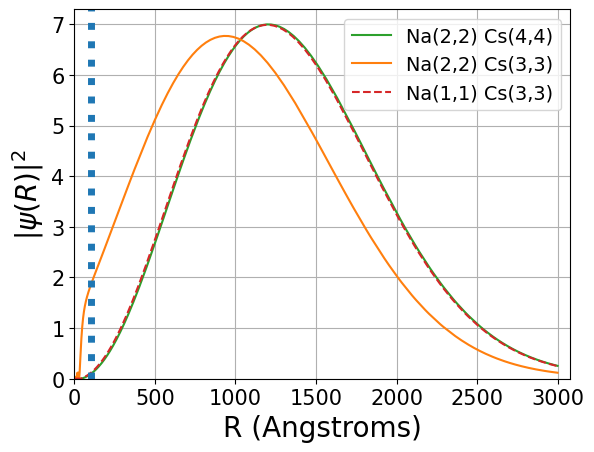 Na(2,2) Cs(4,4)
Na(2,2) Cs(3,3)
Na(1,1) Cs(3,3)
7
6
5
4
3
2
1
0
|ψ(R)|²
0 500 1000 1500 2000 2500 3000
R (Angstroms)